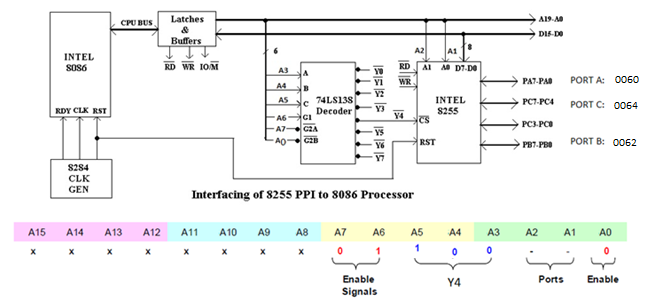 CPU BUS
Latches
&
Buffers
A19-A0
D15-D0
INTEL
8086
RD WR IO/M
6
A2 A1 8
A3 A
A4 B
A5 C
A6 G1
A7 G2A
A0 G2B
74LS138
Decoder
Y0
Y1
Y2
Y3
Y4
Y5
Y6
Y7
RD
WR
CS
RST
A1 A0 D7-D0
INTEL
8255
PA7-PA0 PORT A: 0060
PC7-PC4 PORT C: 0064
PC3-PC0
PB7-PB0 PORT B: 0062
RDY CLK RST
8284
CLK
GEN
Interfacing of 8255 PPI to 8086 Processor
A15 A14 A13 A12 A11 A10 A9 A8 A7 A6 A5 A4 A3 A2 A1 A0
x x x x x x x x 0 1 1 0 0 - - 0
Enable
Signals
Y4
Ports
Enable